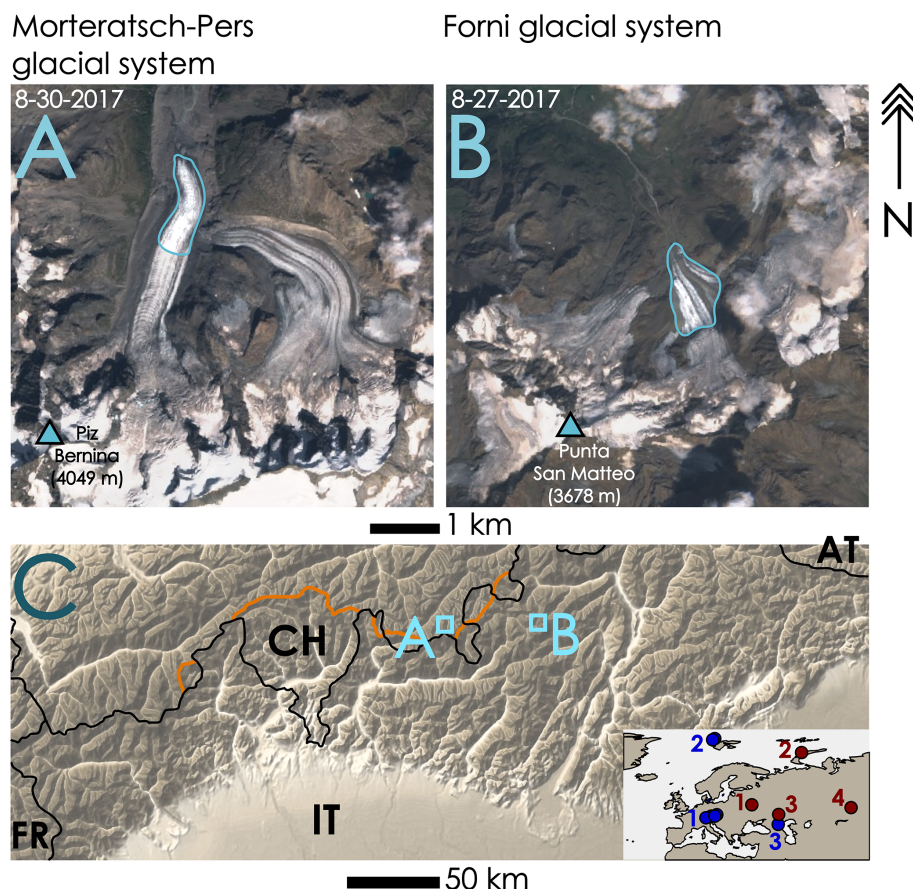 Morteratsch-Pers
glacial system
Forni glacial system
8-30-2017
A
Piz
Bernina
(4049 m)
8-27-2017
B
Punta
San Matteo
(3678 m)
N
1 km
C
AT
CH
A
B
FR
IT
2
2
1
1
3
4
3
50 km